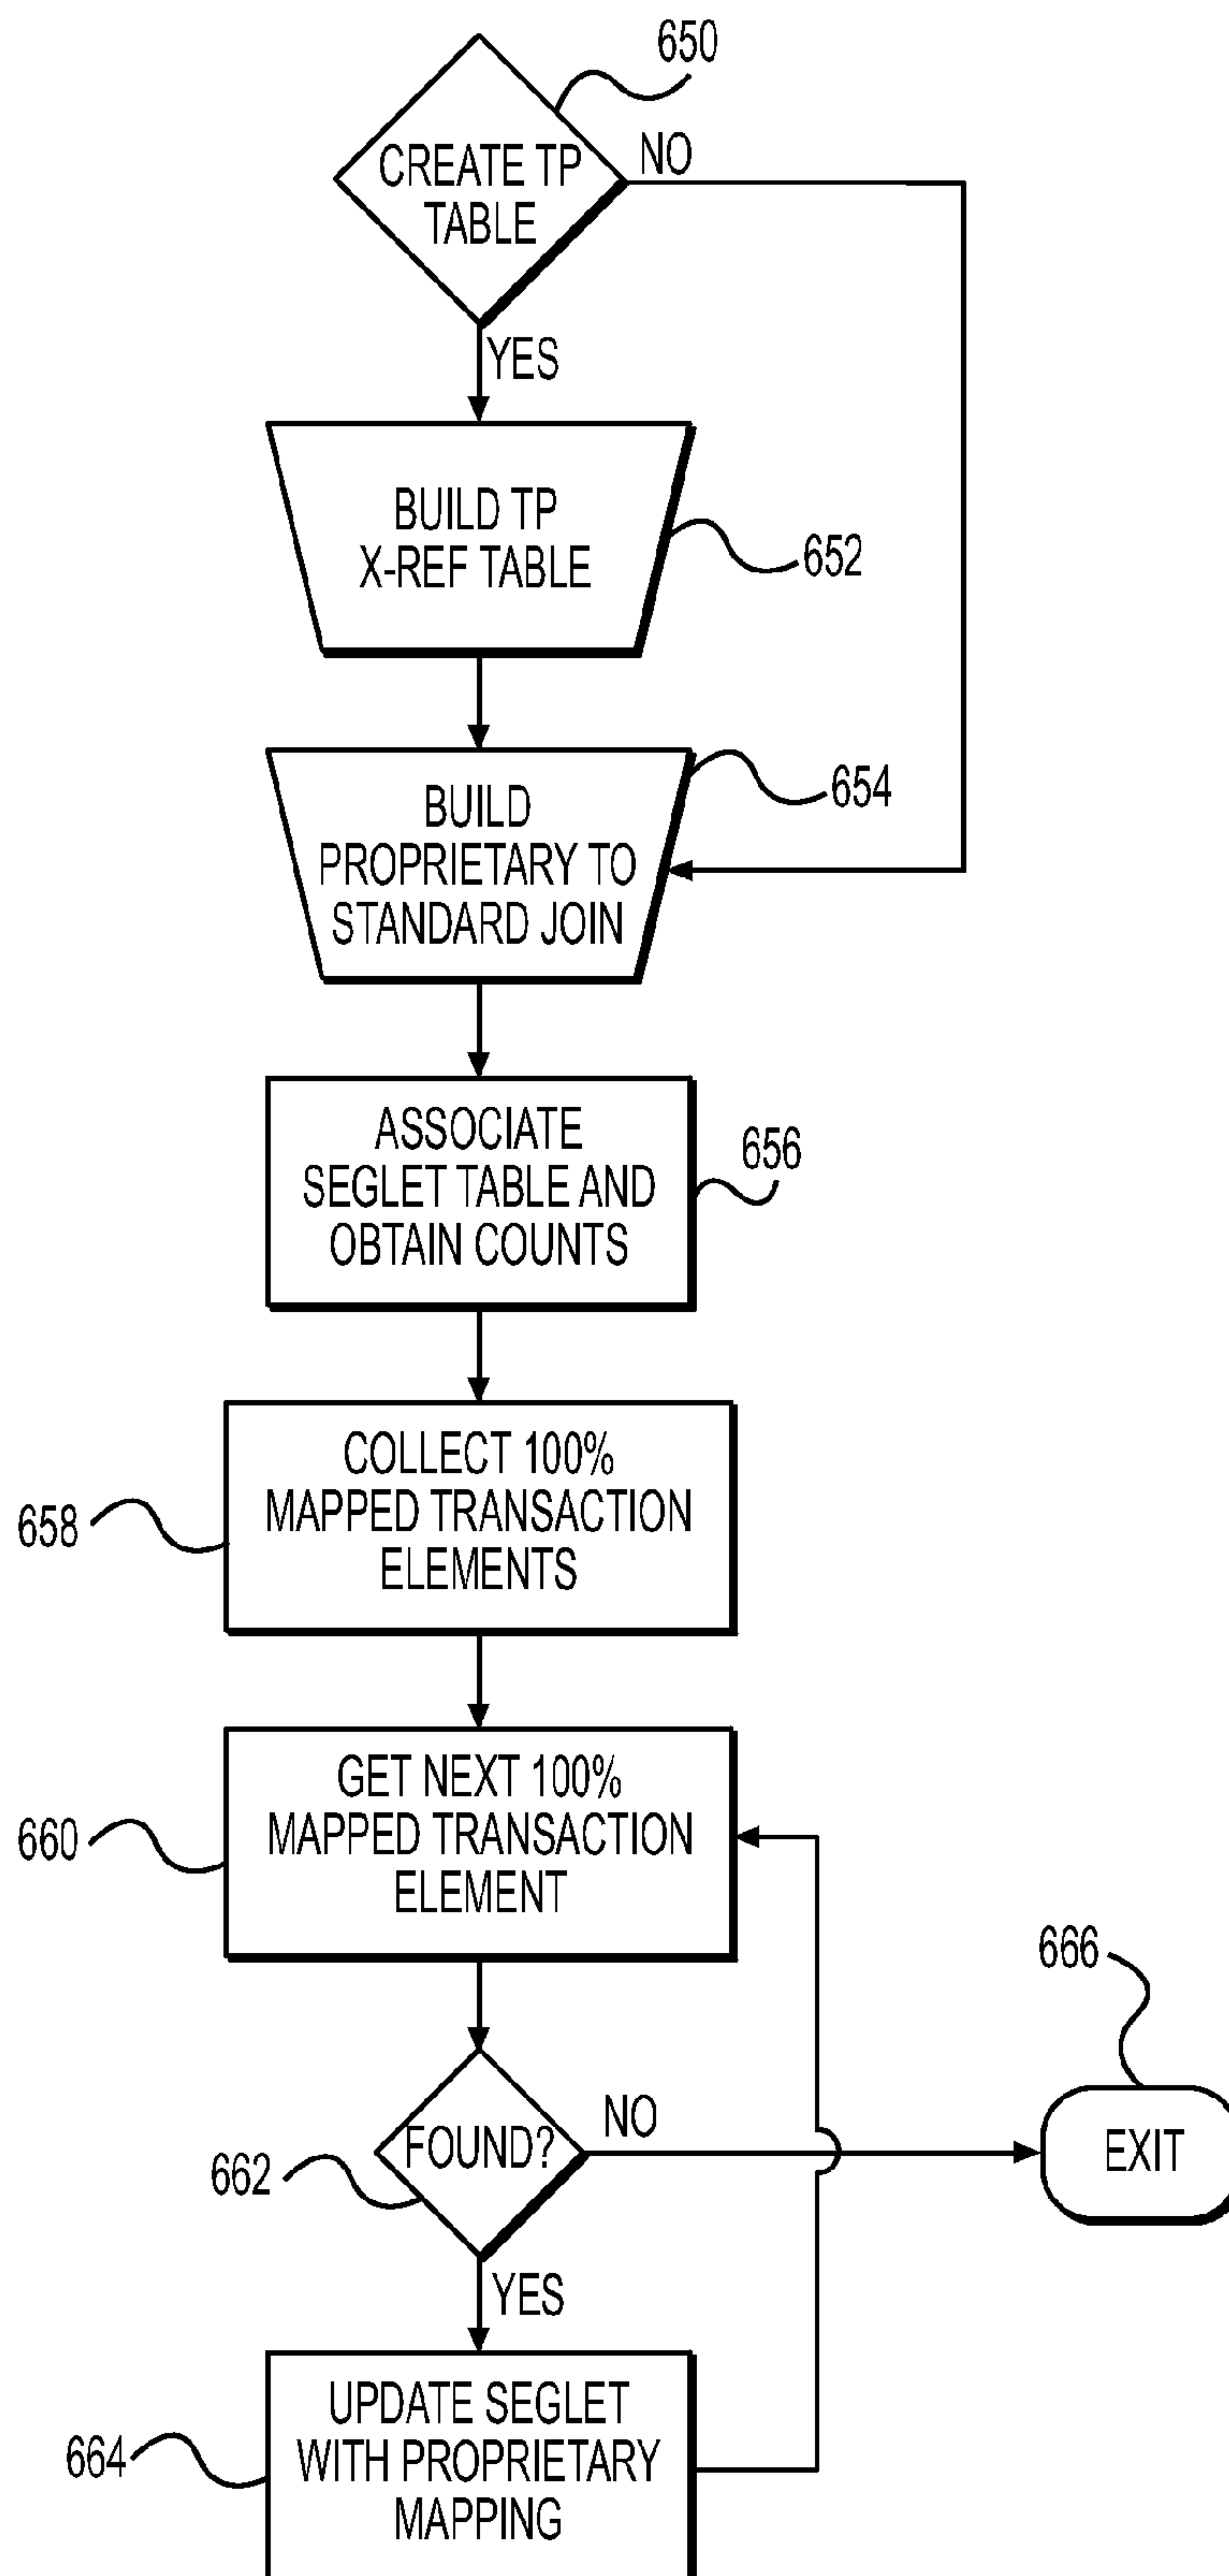 650
CREATE TP
TABLE
NO
YES
BUILD TP
X-REF TABLE
652
BUILD
PROPRIETARY TO
STANDARD JOIN
654
ASSOCIATE
SEGLET TABLE AND
OBTAIN COUNTS
656
COLLECT 100%
MAPPED TRANSACTION
ELEMENTS
658
GET NEXT 100%
MAPPED TRANSACTION
ELEMENT
660
FOUND?
662
NO
666
EXIT
YES
UPDATE SEGLET
WITH PROPRIETARY
MAPPING
664